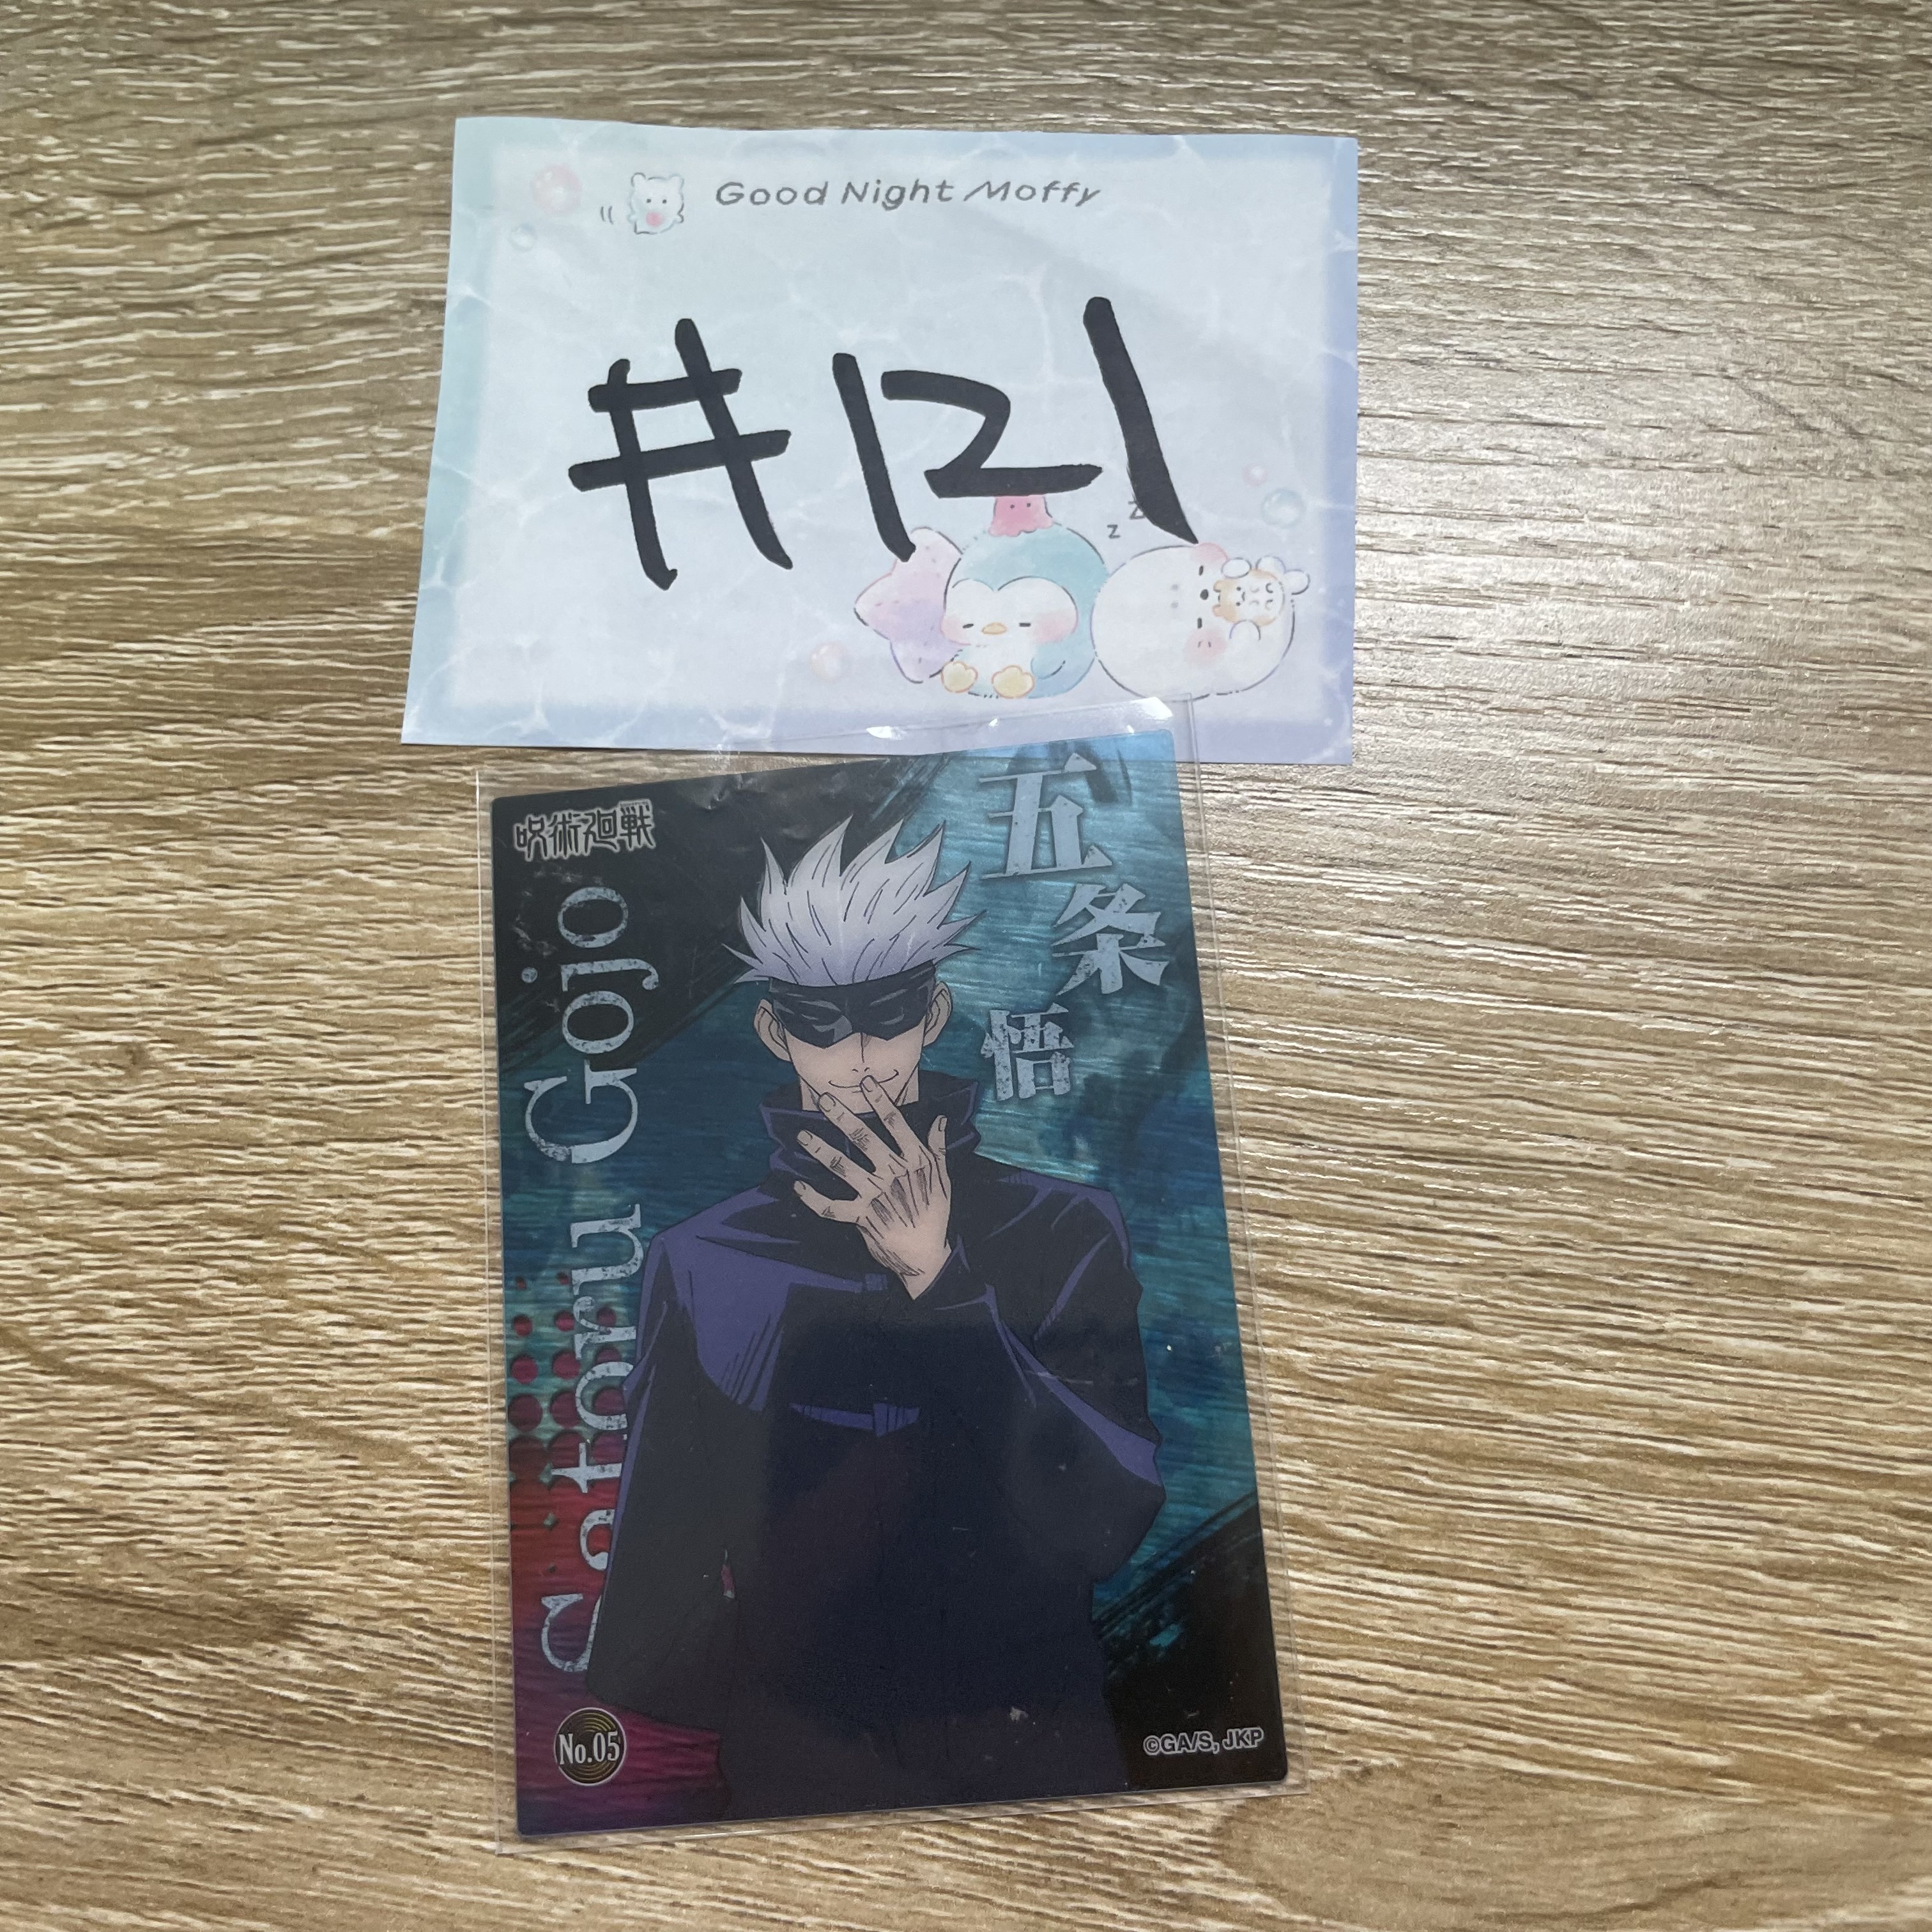 Good Night Moffy
#121
z
z
呪術廻戦
五条悟
Satoru Gojo
No.05
©GA/S, JKP